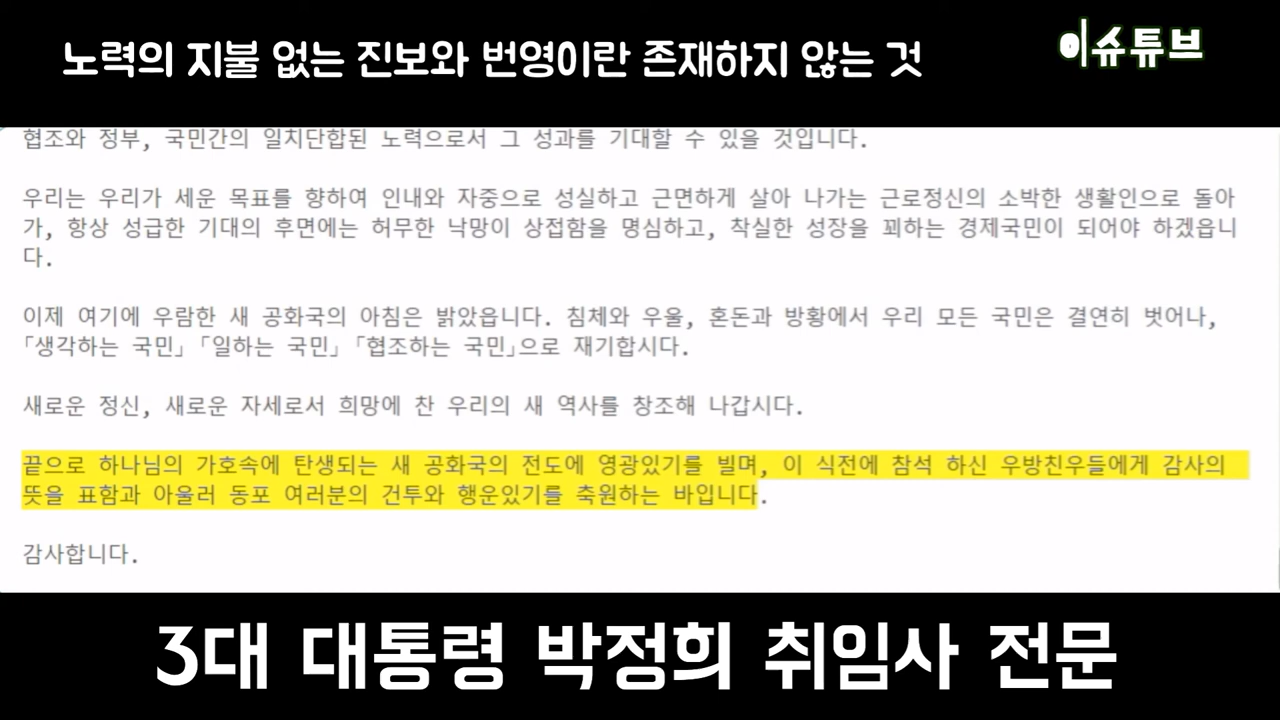 노력의 지불 없는 진보와 번영이란 존재하지 않는 것
이슈튜브
협조와 정부, 국민간의 일치단합된 노력으로서 그 성과를 기대할 수 있을 것입니다.
우리는 우리가 세운 목표를 향하여 인내와 자중으로 성실하고 근면하게 살아 나가는 근로정신의 소박한 생활인으로 돌아
가, 항상 성급한 기대의 후면에는 허무한 낙망이 상접함을 명심하고, 착실한 성장을 꾀하는 경제국민이 되어야 하겠읍니
다.
이제 여기에 우람한 새 공화국의 아침은 밝았읍니다. 침체와 우울, 혼돈과 방황에서 우리 모든 국민은 결연히 벗어나,
「생각하는 국민」 「일하는 국민」 「협조하는 국민」으로 재기합시다.
새로운 정신, 새로운 자세로서 희망에 찬 우리의 새 역사를 창조해 나갑시다.
끝으로 하나님의 가호속에 탄생되는 새 공화국의 전도에 영광있기를 빌며, 이 식전에 참석 하신 우방친우들에게 감사의
뜻을 표함과 아울러 동포 여러분의 건투와 행운있기를 축원하는 바입니다.
감사합니다.
3대 대통령 박정희 취임사 전문